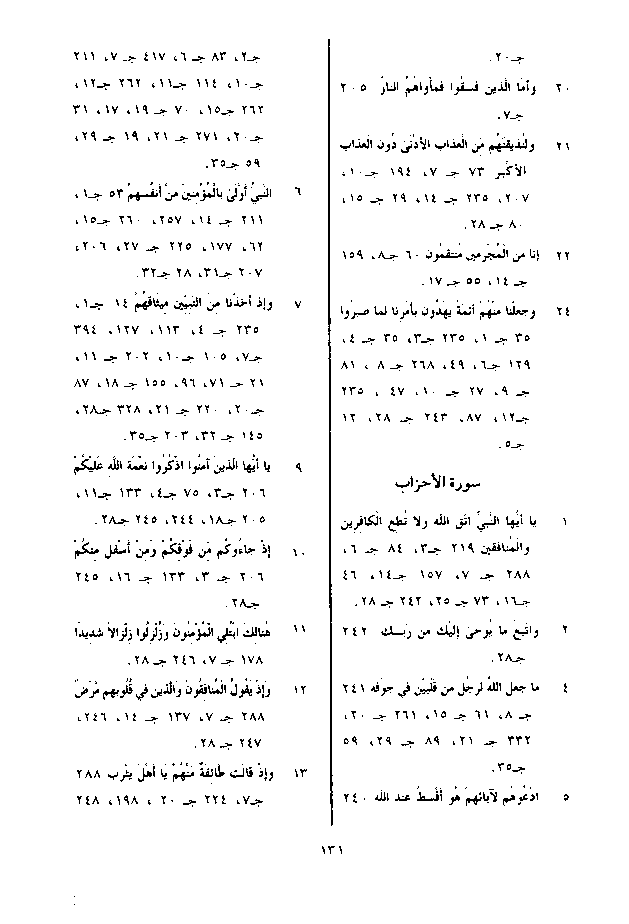 جـ٢٠.
٢٠ وأما الذين فسقوا فمأواهم النار ٢٠٥
جـ٧.
٢١ ولنذيقنهم من العذاب الأدنى دون العذاب
الأكبر ٧٣ جـ ٧، ١٩٤ جـ١٠،
٢٠٧، ٢٣٥ جـ ١٤، ٢٩ جـ ١٥،
٨٠ جـ ٢٨.
٢٢ إنا من المجرمين منتقمون ٦٠ جـ٨، ١٥٩
جـ ١٤، ٥٥ جـ ١٧.
٢٤ وجعلنا منهم أئمة يهدون بأمرنا لما صبروا
٣٥ جـ ١، ٢٣٥ جـ٣، ٣٥ جـ ٤،
١٢٩ جـ٦، ٤٩، ٢٦٨ جـ ٨، ٨١
جـ ٩، ٢٧ جـ ١٠، ٤٧، ٢٣٥
جـ١٢، ٨٧، ٢٤٣ جـ ٢٨، ١٢
جـ٥.
سورة الأحزاب
١ يا أيها النبي اتق الله ولا تطع الكافرين
والمنافقين ٢١٩ جـ٣، ٨٤ جـ ٦،
٢٨٨ جـ ٧، ١٥٧ جـ١٤، ٤٦
جـ١٦، ٧٣ جـ ٢٥، ٢٤٢ جـ ٢٨.
٢ واتبع ما يوحى إليك من ربك ٢٤٢
جـ٢٨.
٤ ما جعل الله لرجل من قلبين في جوفه ٢٤١
جـ ٨، ٦١ جـ ١٥، ٢٦١ جـ ٢٠،
٣٣٢ جـ ٢١، ٨٩ جـ ٢٩، ٥٩
جـ٣٥.
٥ ادعوهم لآبائهم هو أقسط عند الله ٢٤٠
جـ٢، ٨٣ جـ ٦، ٤١٧ جـ ٧، ٢١١
جـ١٠، ١١٤ جـ١١، ٢٦٢ جـ١٢،
٢٦٢ جـ١٥، ٧٠ جـ ١٩، ١٧، ٣١
جـ٢٠، ٢٧١ جـ ٢١، ١٩ جـ ٢٩،
٥٩ جـ٣٥.
٦ النبي أولى بالمؤمنين من أنفسهم ٥٣ جـ١،
٢١١ جـ ١٤، ٢٥٧، ٢٦٠ جـ١٥،
٦٢، ١٧٧، ٢٢٥ جـ ٢٧، ٢٠٦،
٢٠٧ جـ٣١، ٢٨ جـ٣٢.
٧ وإذ أخذنا من النبيين ميثاقهم ١٤ جـ١،
٢٣٥ جـ ٤، ١١٣، ١٢٧، ٣٩٤
جـ٧، ١٠٥ جـ١٠، ٢٠٢ جـ ١١،
٢١ جـ ٧١، ٩٦، ١٥٥ جـ ١٨، ٨٧
جـ٢٠، ٢٢٠ جـ ٢١، ٣٢٨ جـ٢٨،
١٤٥ جـ ٣٢، ٢٠٣ جـ٣٥.
٩ يا أيها الذين آمنوا اذكروا نعمة الله عليكم
٢٠٦ جـ٣، ٧٥ جـ٤، ١٣٣ جـ١١،
٢٠٥ جـ١٨، ٢٤٤، ٢٤٥ جـ٢٨.
١٠ إذ جاءوكم من فوقكم ومن أسفل منكم
٢٠٦ جـ ٣، ١٣٣ جـ ١٦، ٢٤٥
جـ٢٨.
١١ هنالك ابتلي المؤمنون وزلزلوا زلزالاً شديداً
١٧٨ جـ ٧، ٢٤٦ جـ ٢٨.
١٢ وإذ يقول المنافقون والذين في قلوبهم مرض
٢٨٨ جـ ٧، ١٣٧ جـ ١٤، ٢٤٦،
٢٤٧ جـ ٢٨.
١٣ وإذ قالت طائفة منهم يا أهل يثرب ٢٨٨
جـ٧، ٢٢٤ جـ ٢٠، ١٩٨، ٢٤٨
١٣١